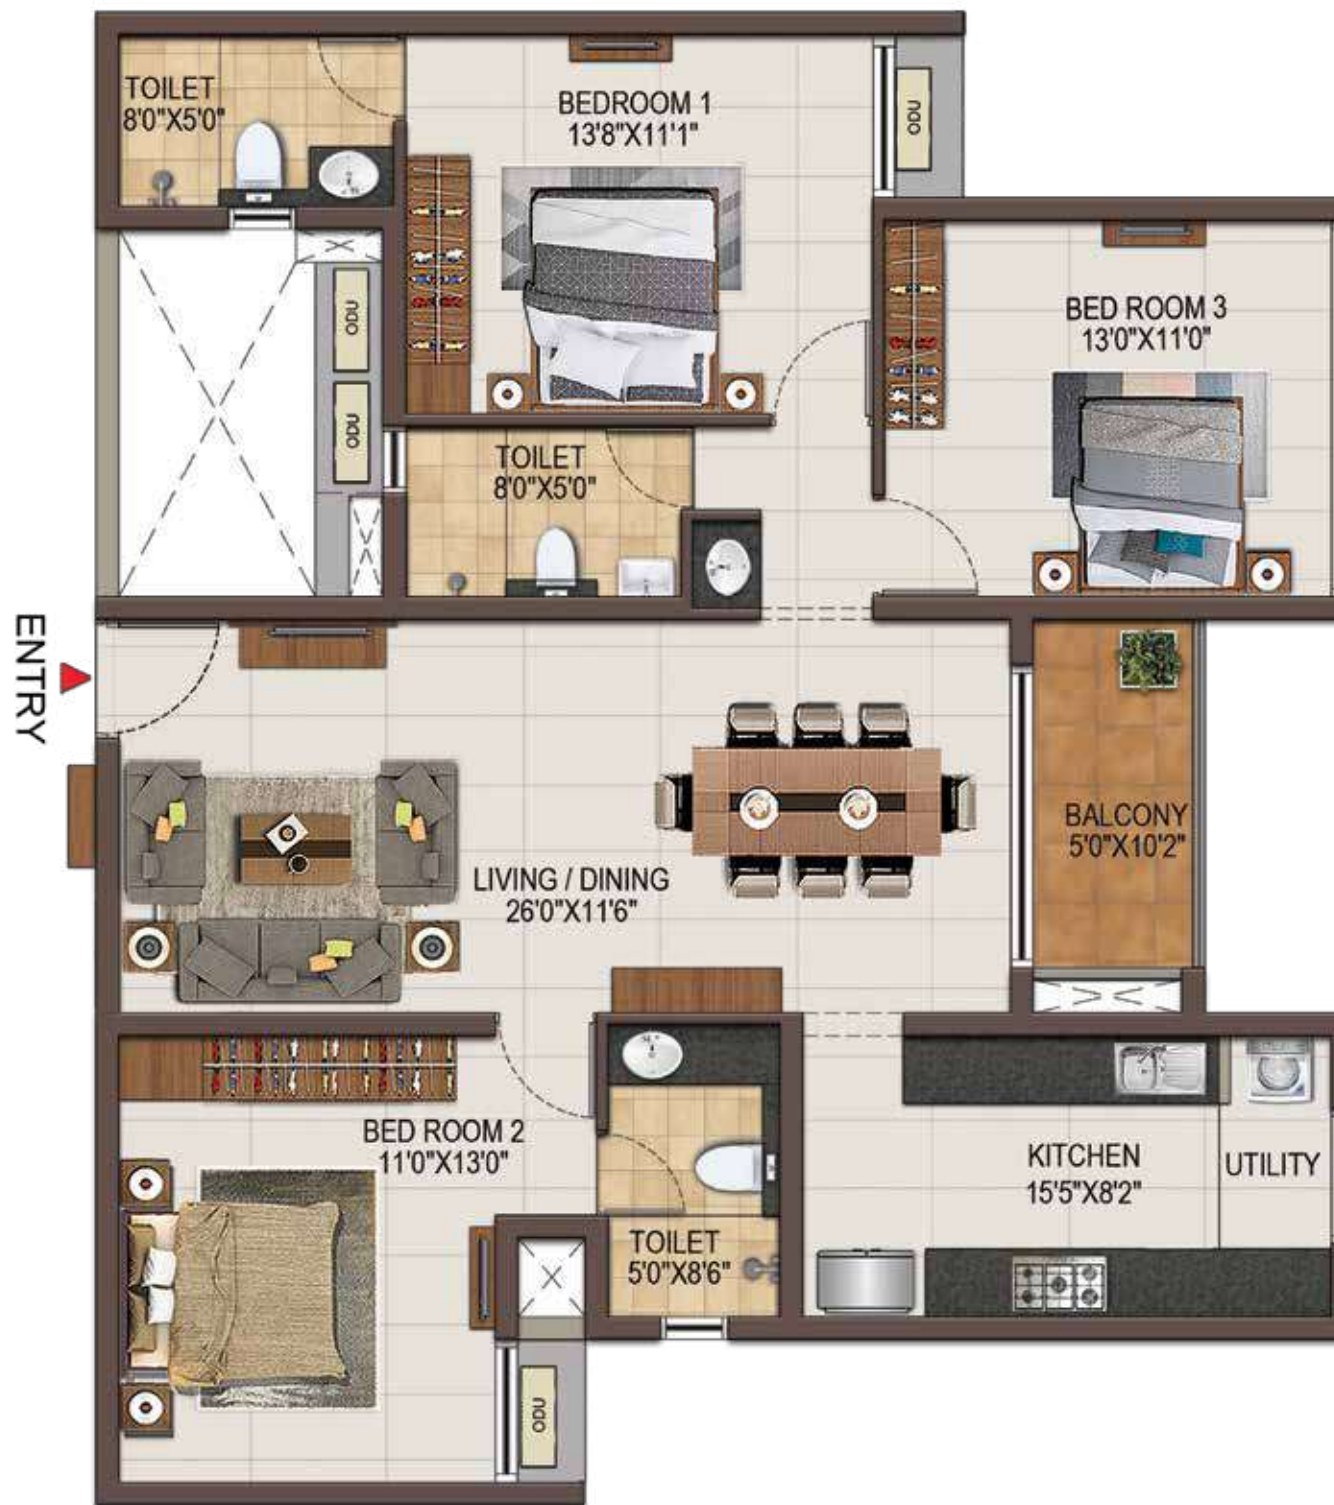 TOILET
8'0"X5'0"
BEDROOM 1
13'8"X11'1"
ODU
BED ROOM 3
13'0"X11'0"
ODU
ODU
TOILET
8'0"X5'0"
ENTRY
BALCONY
5'0"X10'2"
LIVING / DINING
26'0"X11'6"
BED ROOM 2
11'0"X13'0"
KITCHEN
15'5"X8'2"
UTILITY
TOILET
5'0"X8'6"
ODU